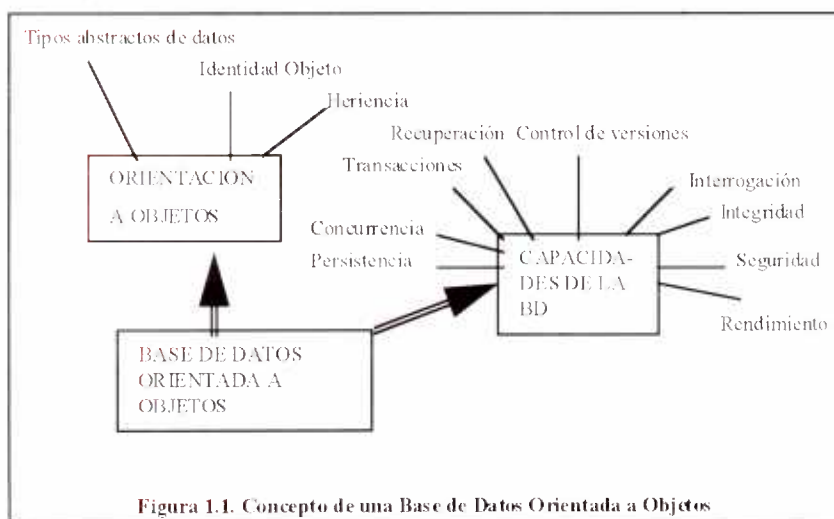 Tipos abstractos de datos
Identidad Objeto
Heriencia
ORIENTACION
A OBJETOS
Recuperación
Control de versiones
Transacciones
Interrogación
Integridad
Concurrencia
Persistencia
CAPACIDA-
DES DE LA
BD
Seguridad
Rendimiento
BASE DE DATOS
ORIENTADA A
OBJETOS
Figura 1.1. Concepto de una Base de Datos Orientada a Objetos